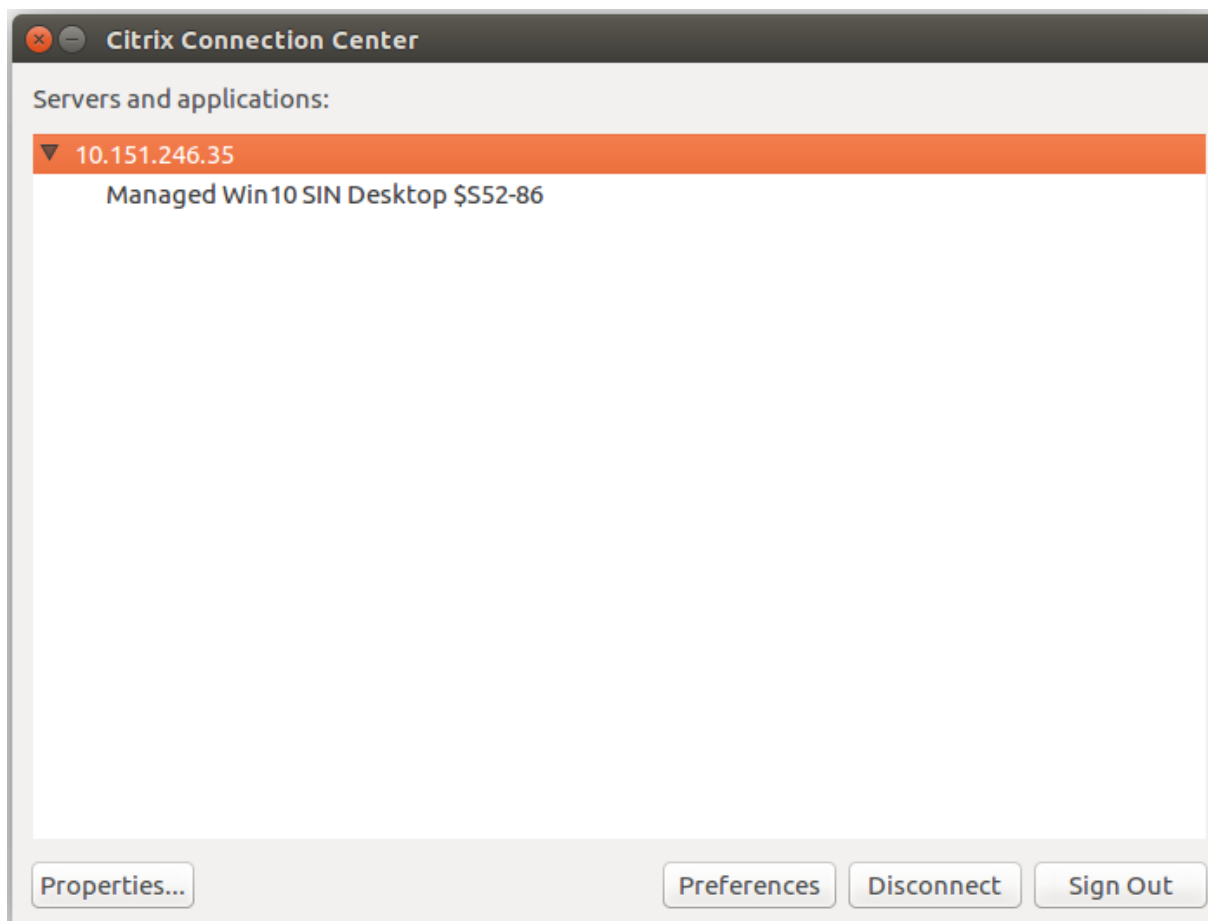 Citrix Connection Center
Servers and applications:
10.151.246.35
Managed Win10 SIN Desktop $S52-86
Properties... Preferences Disconnect Sign Out